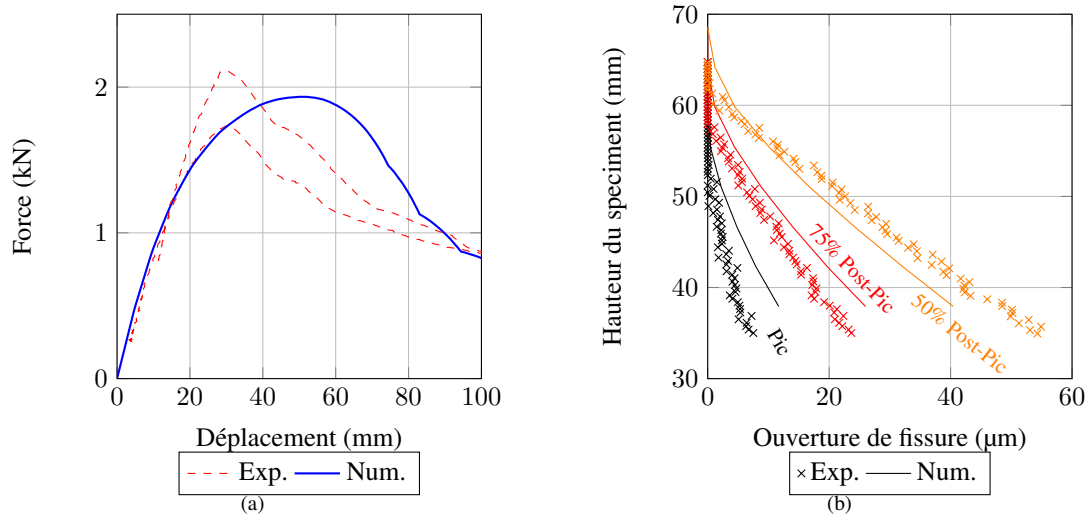 2
1
0
0
20
40
60
80
100
Force (kN)
Déplacement (mm)
Exp.
Num.
(a)
70
60
50
40
30
0
20
40
60
Hauteur du speciment (mm)
75% Post-Pic
50% Post-Pic
Pic
Ouverture de fissure (µm)
Exp.
Num.
(b)